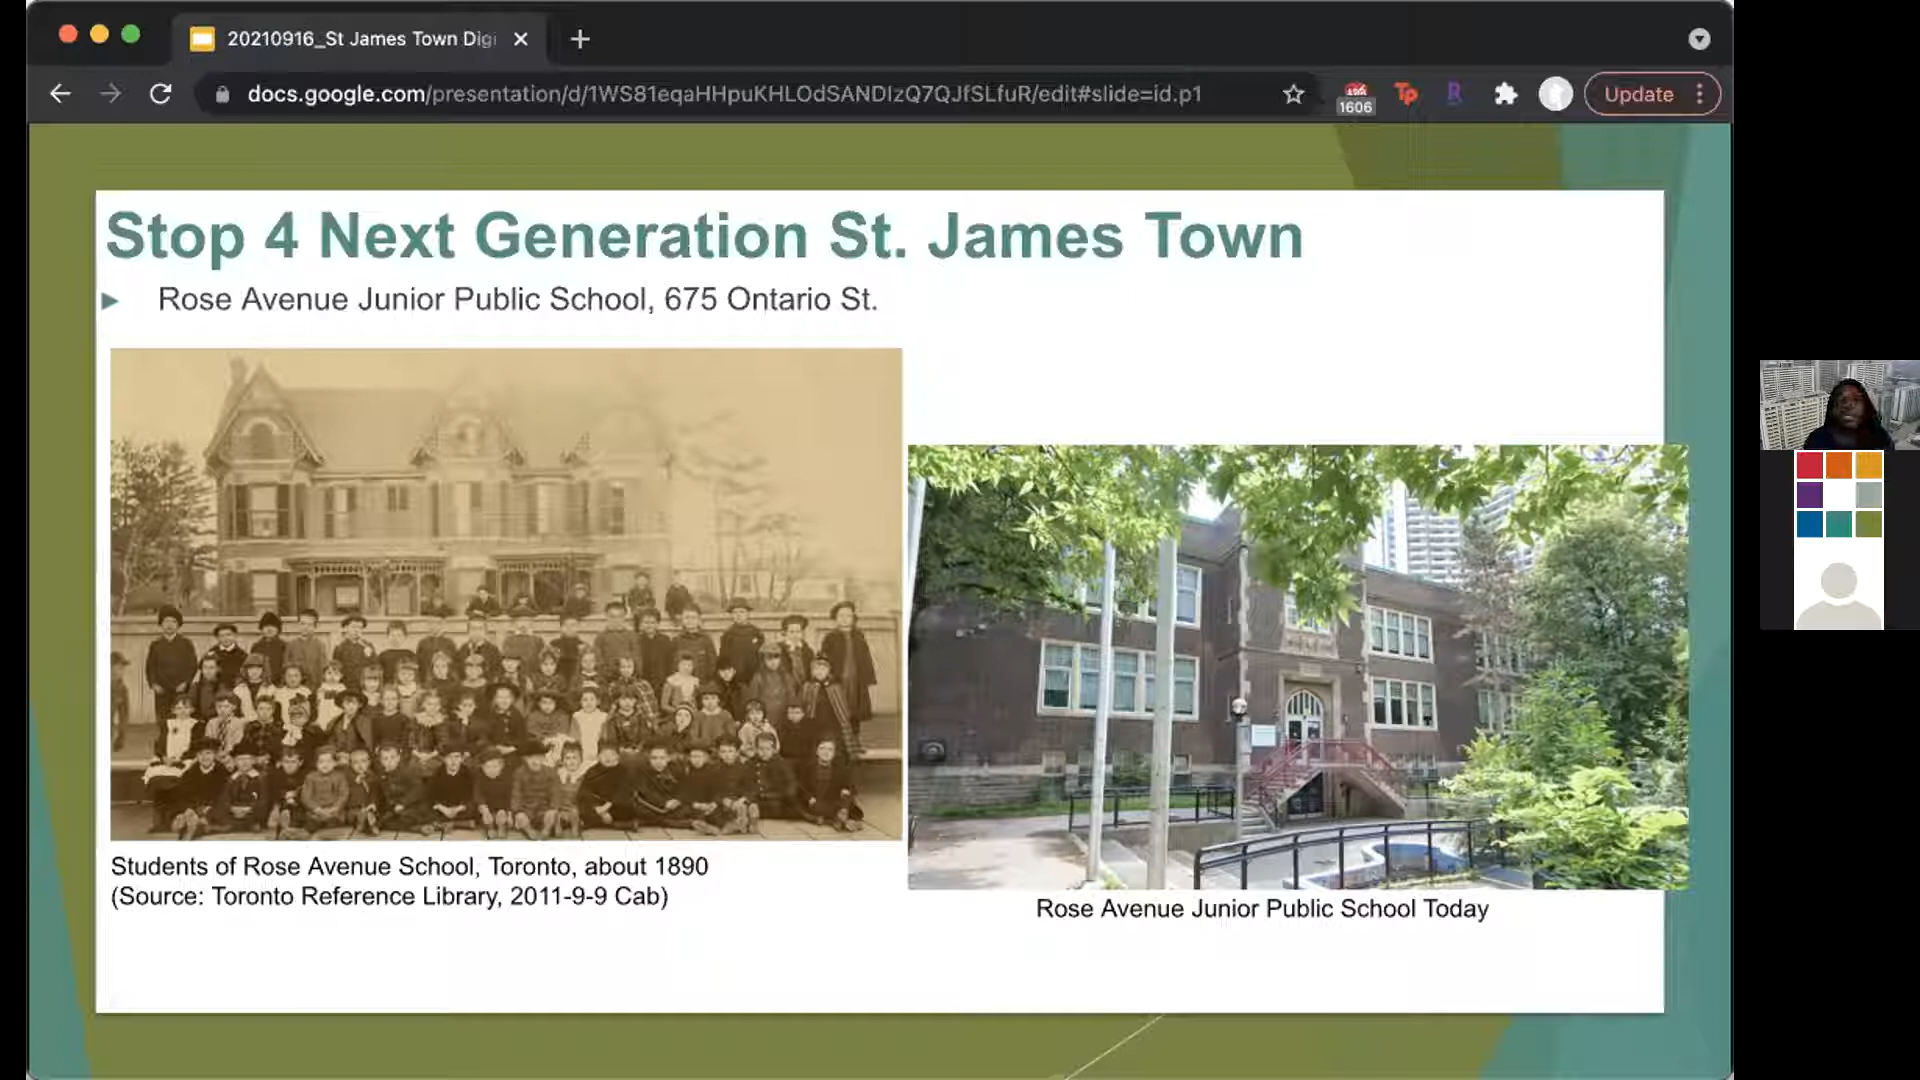 20210916_St James Town Digi
docs.google.com/presentation/d/1WS81eqaHHpuKHLOdSANDIzQ7QJfSLfuR/edit#slide=id.p1
1606
Tp
R
Update
Stop 4 Next Generation St. James Town
Rose Avenue Junior Public School, 675 Ontario St.
Students of Rose Avenue School, Toronto, about 1890
(Source: Toronto Reference Library, 2011-9-9 Cab)
Rose Avenue Junior Public School Today